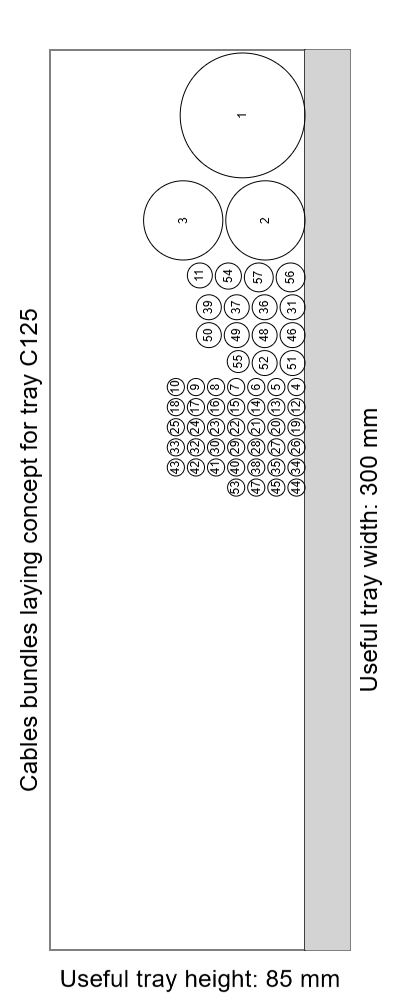 Cables bundles laying concept for tray C125
1
3 2
11 54 57 56
39 37 36 31
50 49 48 46
55 52 51
10 9 8 7 6 5 4
18 17 16 15 14 13 12
25 24 23 22 21 20 19
33 32 30 29 28 27 26
43 42 41 40 38 35 34
53 47 45 44
Useful tray width: 300 mm
Useful tray height: 85 mm